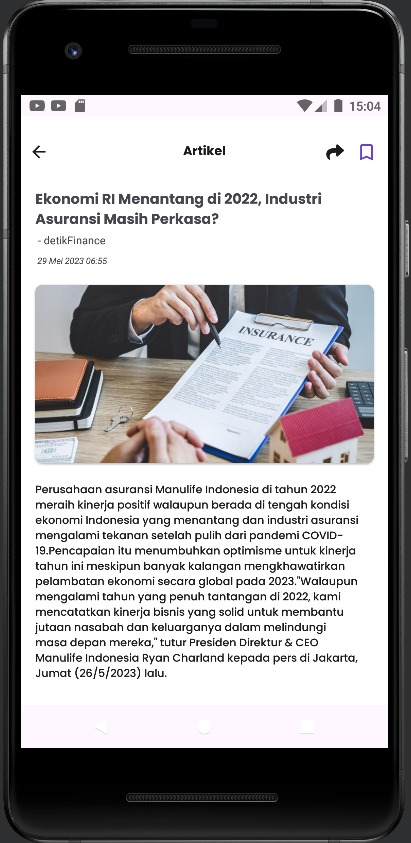 15:04
Artikel
Ekonomi RI Menantang di 2022, Industri
Asuransi Masih Perkasa?
- detikFinance
29 Mei 2023 06:55
INSURANCE
Perusahaan asuransi Manulife Indonesia di tahun 2022
meraih kinerja positif walaupun berada di tengah kondisi
ekonomi Indonesia yang menantang dan industri asuransi
mengalami tekanan setelah pulih dari pandemi COVID-
19.Pencapaian itu menumbuhkan optimisme untuk kinerja
tahun ini meskipun banyak kalangan mengkhawatirkan
pelambatan ekonomi secara global pada 2023."Walaupun
mengalami tahun yang penuh tantangan di 2022, kami
mencatatkan kinerja bisnis yang solid untuk membantu
jutaan nasabah dan keluarganya dalam melindungi
masa depan mereka," tutur Presiden Direktur & CEO
Manulife Indonesia Ryan Charland kepada pers di Jakarta,
Jumat (26/5/2023) lalu.